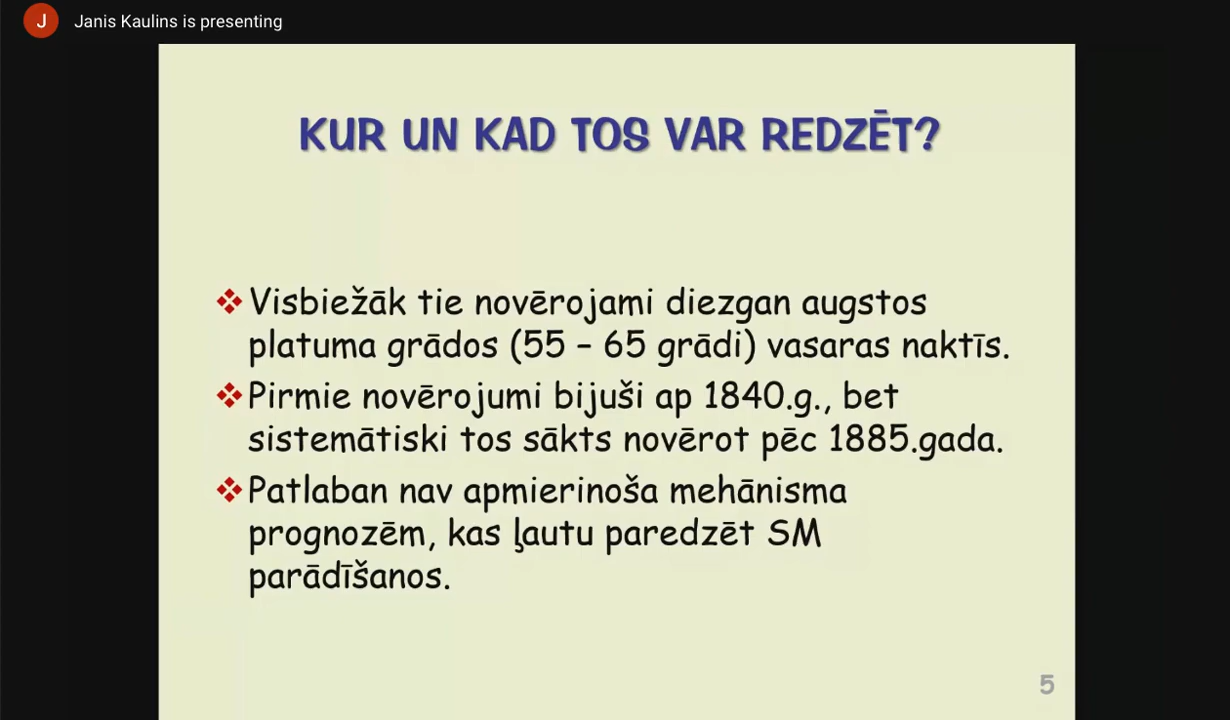 J Janis Kaulins is presenting
KUR UN KAD TOS VAR REDZĒT?
Visbiežāk tie novērojami diezgan augstos
platuma grādos (55 – 65 grādi) vasaras naktīs.
Pirmie novērojumi bijuši ap 1840.g., bet
sistemātiski tos sākts novērot pēc 1885.gada.
Patlaban nav apmierinoša mehānisma
prognozēm, kas ļautu paredzēt SM
parādīšanos.
5